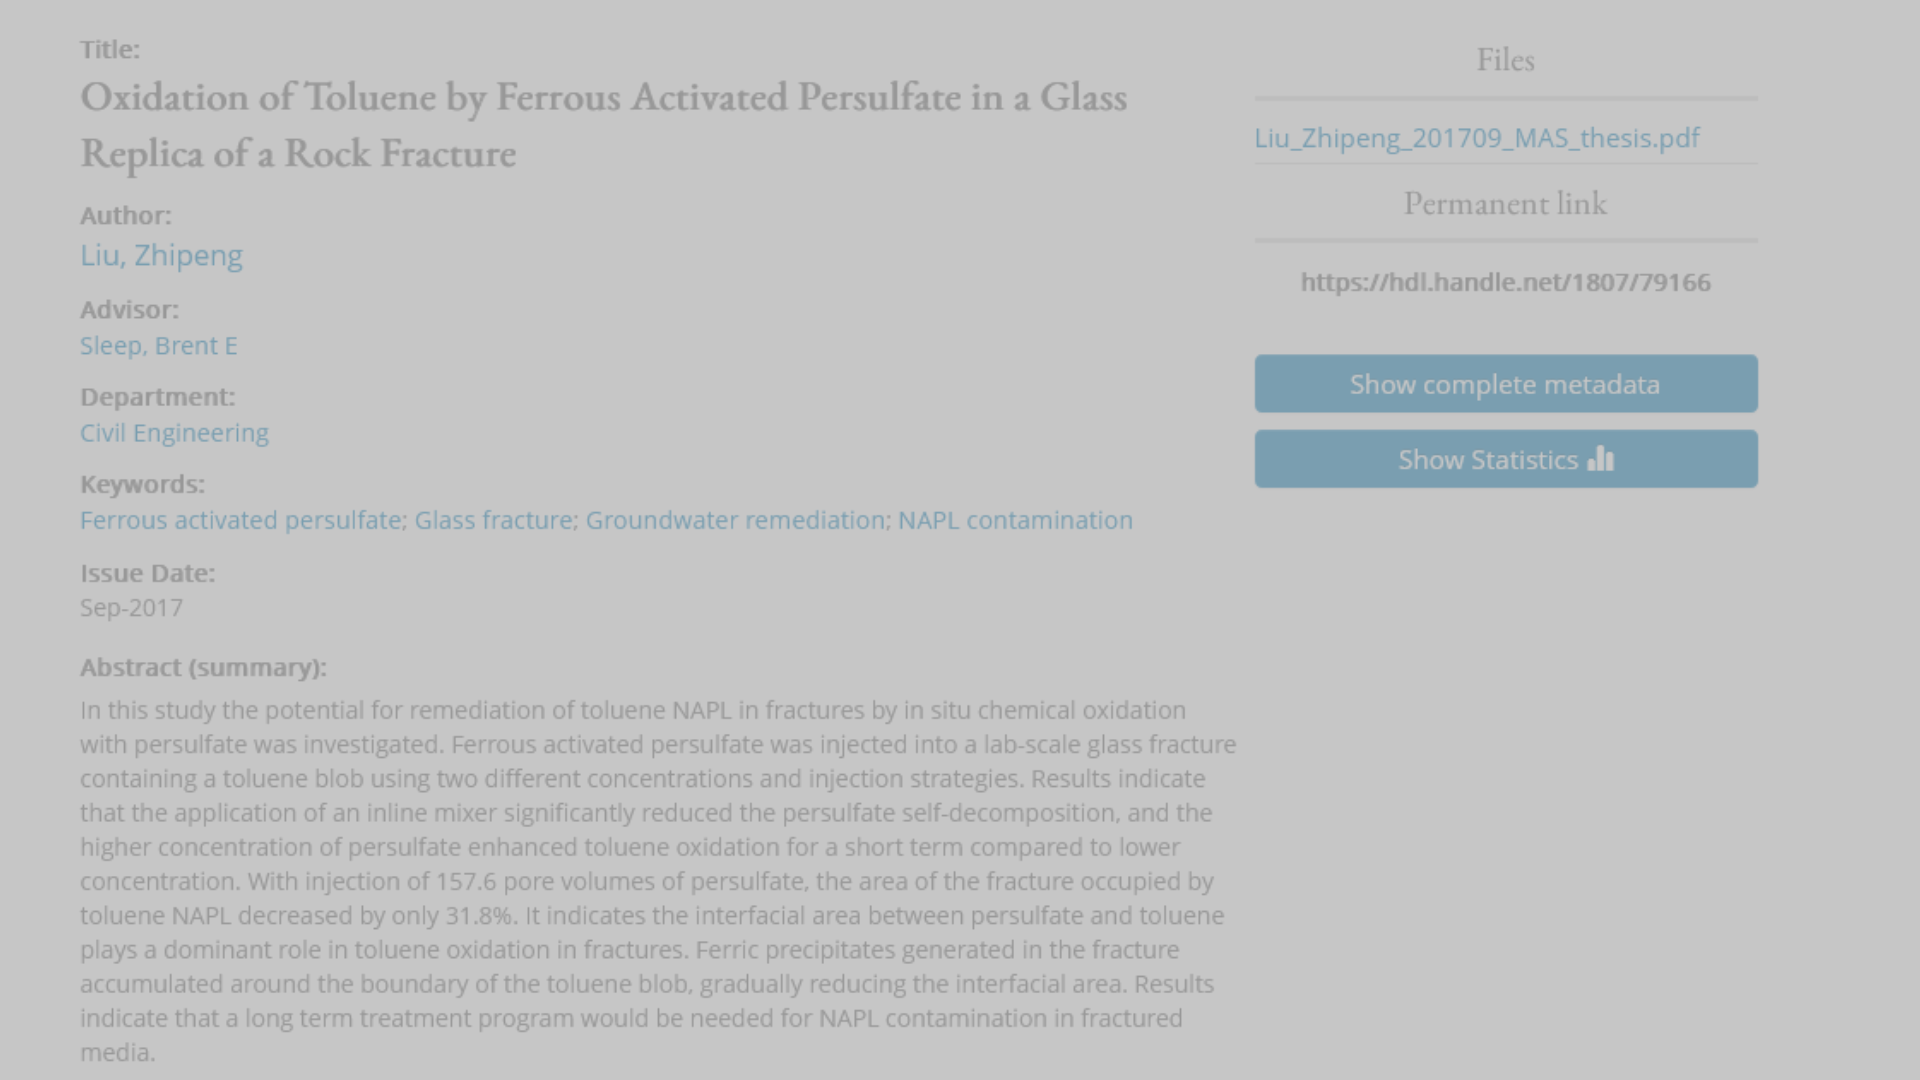 Title:
Oxidation of Toluene by Ferrous Activated Persulfate in a Glass
Replica of a Rock Fracture
Author:
Liu, Zhipeng
Advisor:
Sleep, Brent E
Department:
Civil Engineering
Keywords:
Ferrous activated persulfate; Glass fracture; Groundwater remediation; NAPL contamination
Issue Date:
Sep-2017
Abstract (summary):
In this study the potential for remediation of toluene NAPL in fractures by in situ chemical oxidation
with persulfate was investigated. Ferrous activated persulfate was injected into a lab-scale glass fracture
containing a toluene blob using two different concentrations and injection strategies. Results indicate
that the application of an inline mixer significantly reduced the persulfate self-decomposition, and the
higher concentration of persulfate enhanced toluene oxidation for a short term compared to lower
concentration. With injection of 157.6 pore volumes of persulfate, the area of the fracture occupied by
toluene NAPL decreased by only 31.8%. It indicates the interfacial area between persulfate and toluene
plays a dominant role in toluene oxidation in fractures. Ferric precipitates generated in the fracture
accumulated around the boundary of the toluene blob, gradually reducing the interfacial area. Results
indicate that a long term treatment program would be needed for NAPL contamination in fractured
media.
Files
Liu_Zhipeng_201709_MAS_thesis.pdf
Permanent link
https://hdl.handle.net/1807/79166
Show complete metadata
Show Statistics